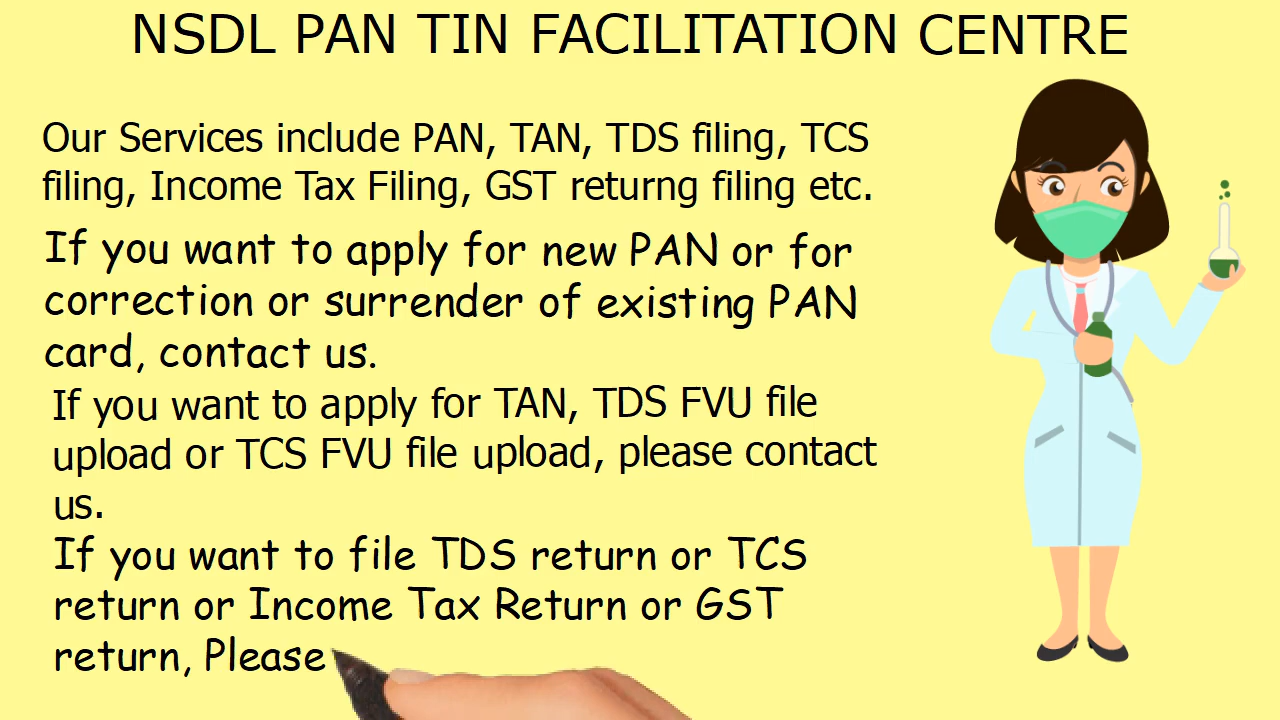 NSDL PAN TIN FACILITATION CENTRE
Our Services include PAN, TAN, TDS filing, TCS
filing, Income Tax Filing, GST returng filing etc.
If you want to apply for new PAN or for
correction or surrender of existing PAN
card, contact us.
If you want to apply for TAN, TDS FVU file
upload or TCS FVU file upload, please contact
us.
If you want to file TDS return or TCS
return or Income Tax Return or GST
return, Please